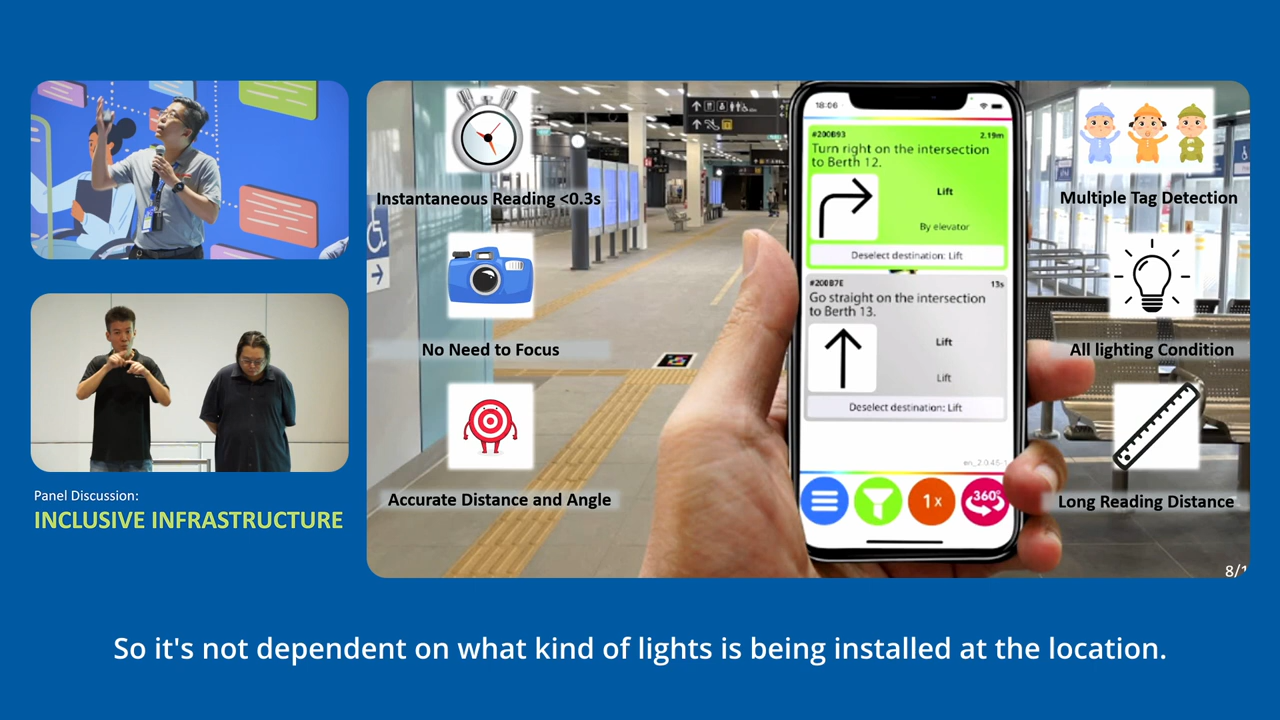 Panel Discussion:
INCLUSIVE INFRASTRUCTURE
Instantaneous Reading <0.3s
No Need to Focus
Accurate Distance and Angle
18:06
#200B93 2.19m
Turn right on the intersection
to Berth 12.
Lift
By elevator
Deselect destination: Lift
#200B7E 13s
Go straight on the intersection
to Berth 13.
Lift
Lift
Deselect destination: Lift
1x
360°
Multiple Tag Detection
All lighting Condition
Long Reading Distance
So it's not dependent on what kind of lights is being installed at the location.